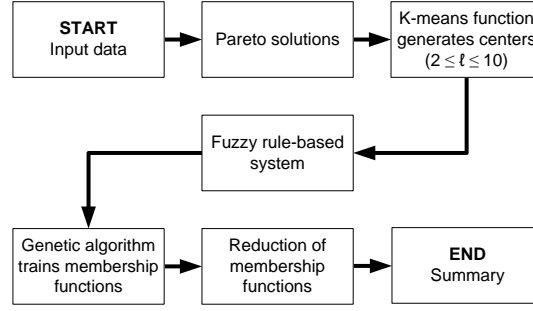 START
Input data
Pareto solutions
K-means function
generates centers
(2 ≤ ℓ ≤ 10)
Fuzzy rule-based
system
Genetic algorithm
trains membership
functions
Reduction of
membership
functions
END
Summary